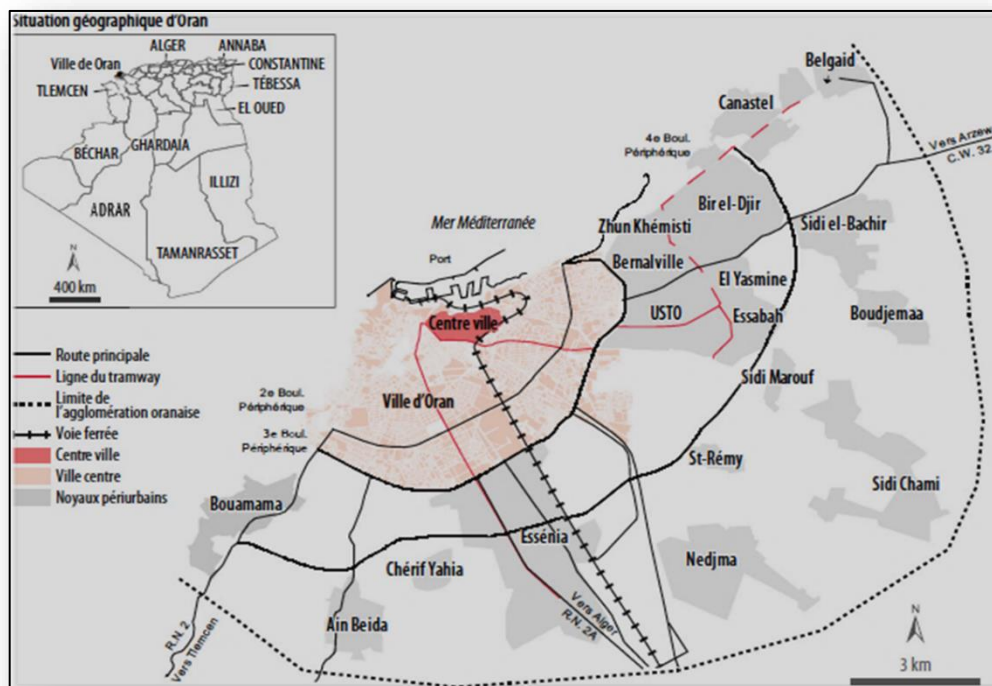 Situation géographique d'Oran
ALGER
ANNABA
Ville de Oran
CONSTANTINE
TLEMCEN
TÉBESSA
EL OUED
GHARDAIA
BÉCHAR
ILLIZI
ADRAR
TAMANRASSET
N
400 km
Route principale
Ligne du tramway
Limite de
l'agglomération oranaise
Voie ferrée
Centre ville
Ville centre
Noyaux périurbains
Belgaid
Canastel
4e Boul.
Périphérique
Vers Arzew
C.W. 32
Mer Méditerranée
Zhun Khémisti
Bir el-Djir
Sidi el-Bachir
Port
Bernalville
El Yasmine
Centre ville
USTO
Essabah
Boudjemaa
Sidi Marouf
2e Boul.
Périphérique
Ville d'Oran
3e Boul.
Périphérique
St-Rémy
Sidi Chami
Bouamama
Essénia
Nedjma
Chérif Yahia
Ain Beida
Vers Alger
R.N. 2A
R.N. 2
Vers Tlemcen
N
3 km